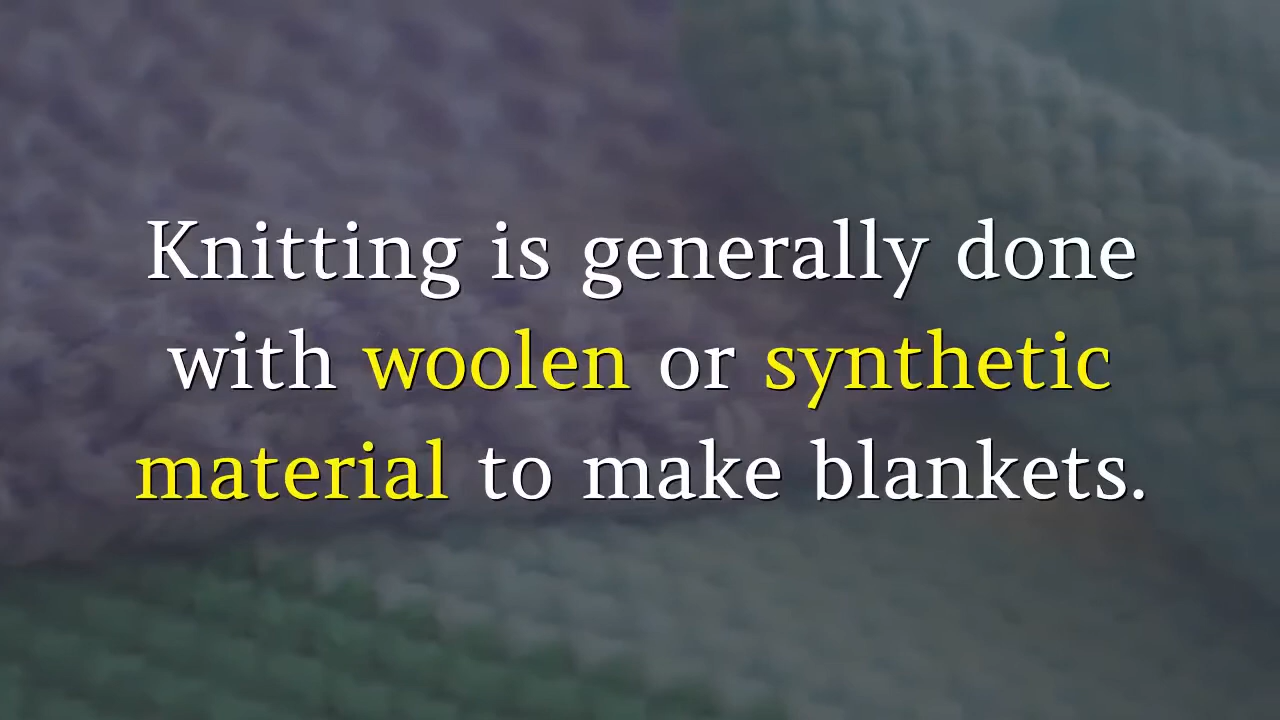 Knitting is generally done
with woolen or synthetic
material to make blankets.